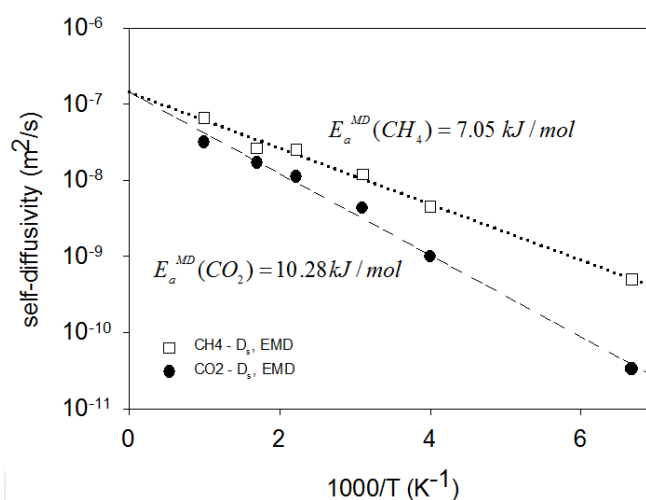 10^-6
10^-7
10^-8
10^-9
10^-10
10^-11
self-diffusivity (m^2/s)
E_a^MD(CH_4) = 7.05 kJ / mol
E_a^MD(CO_2) = 10.28 kJ / mol
CH4 - D_s, EMD
CO2 - D_s, EMD
0 2 4 6
1000/T (K^-1)